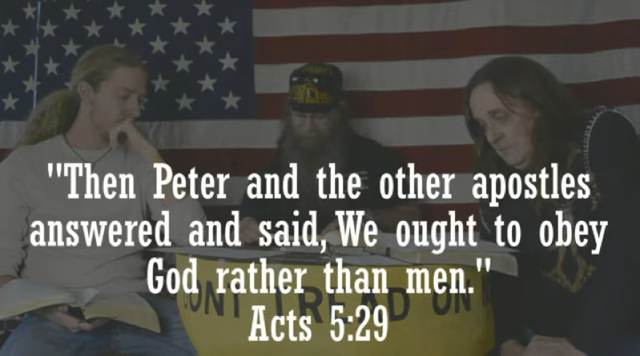 "Then Peter and the other apostles
answered and said, We ought to obey
God rather than men."
DONT TREAD ON
Acts 5:29